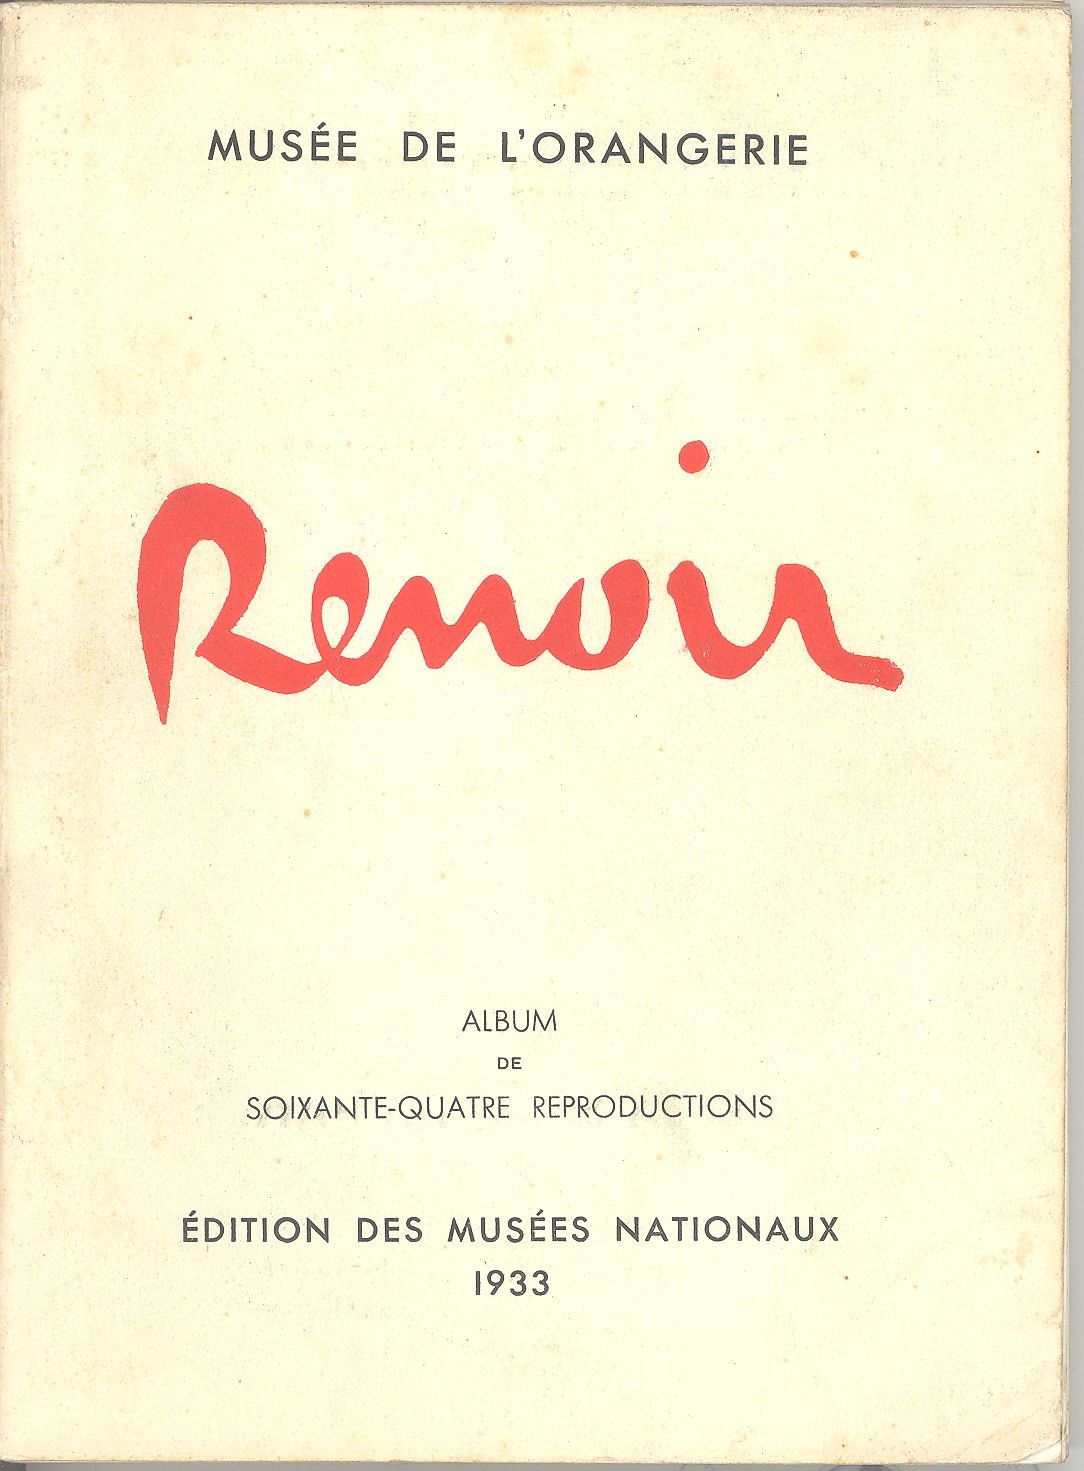 MUSÉE DE L'ORANGERIE
Renoir
ALBUM
DE
SOIXANTE-QUATRE REPRODUCTIONS
ÉDITION DES MUSÉES NATIONAUX
1933